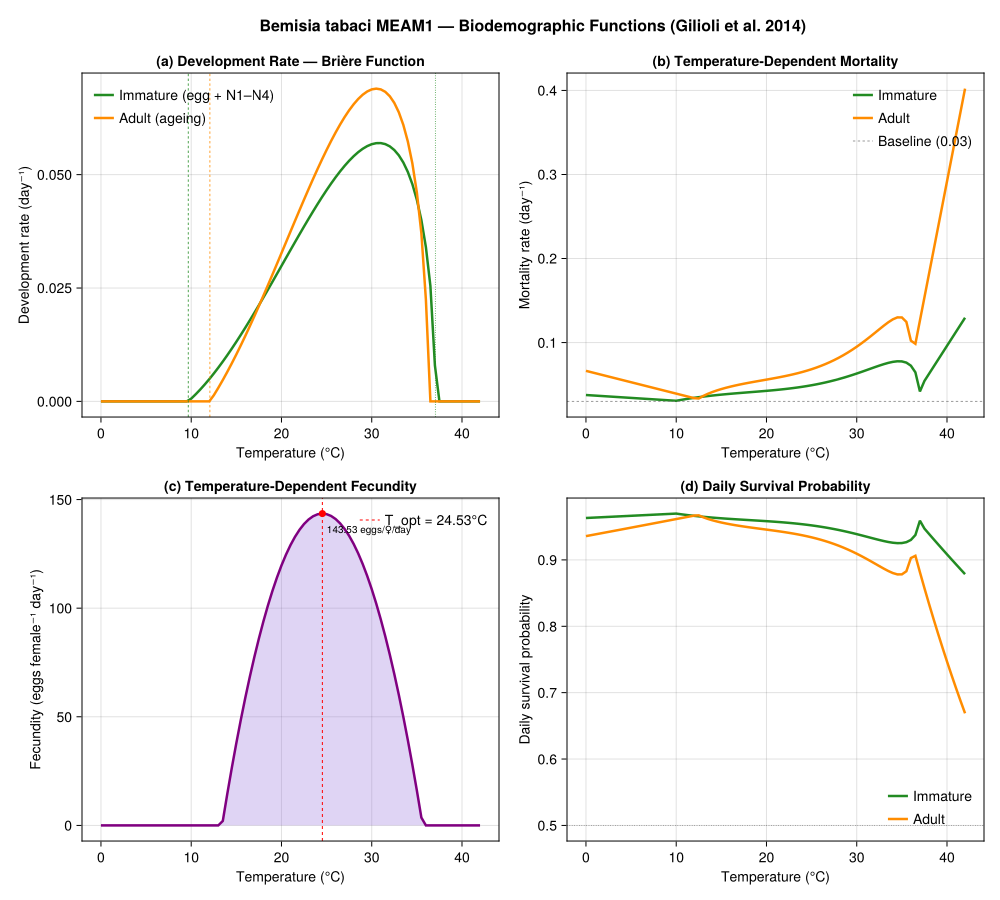 Bemisia tabaci MEAM1 — Biodemographic Functions (Gilioli et al. 2014)
(a) Development Rate — Brière Function
Immature (egg + N1–N4)
Adult (ageing)
Development rate (day⁻¹)
0.050
0.025
0.000
0 10 20 30 40
Temperature (°C)
(b) Temperature-Dependent Mortality
Immature
Adult
Baseline (0.03)
Mortality rate (day⁻¹)
0.4
0.3
0.2
0.1
0 10 20 30 40
Temperature (°C)
(c) Temperature-Dependent Fecundity
T_opt = 24.53°C
143.53 eggs/♀/day
Fecundity (eggs female⁻¹ day⁻¹)
150
100
50
0
0 10 20 30 40
Temperature (°C)
(d) Daily Survival Probability
Immature
Adult
Daily survival probability
0.9
0.8
0.7
0.6
0.5
0 10 20 30 40
Temperature (°C)